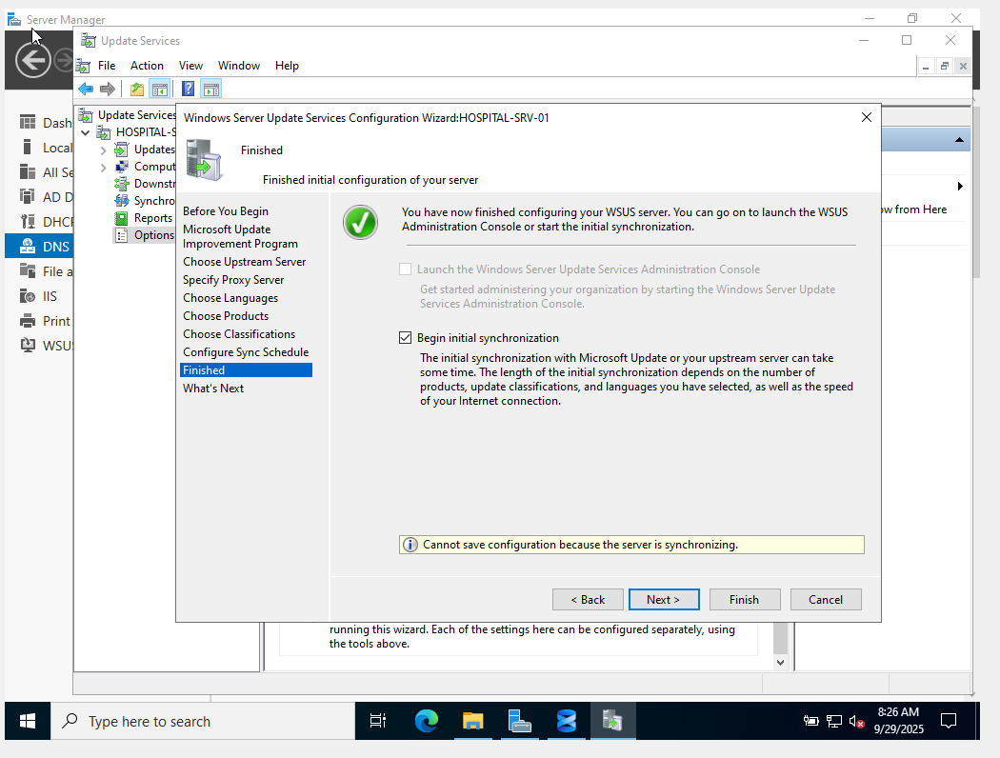 Server Manager
Update Services
File Action View Window Help
Dash
Local
All Se
AD D
DHCP
DNS
File a
IIS
Print
WSUS
Update Services
HOSPITAL-S
Updates
Comput
Downstr
Synchro
Reports
Options
ow from Here
Windows Server Update Services Configuration Wizard:HOSPITAL-SRV-01
Finished
Finished initial configuration of your server
Before You Begin
Microsoft Update
Improvement Program
Choose Upstream Server
Specify Proxy Server
Choose Languages
Choose Products
Choose Classifications
Configure Sync Schedule
Finished
What's Next
You have now finished configuring your WSUS server. You can go on to launch the WSUS
Administration Console or start the initial synchronization.
Launch the Windows Server Update Services Administration Console
Get started administering your organization by starting the Windows Server Update
Services Administration Console.
Begin initial synchronization
The initial synchronization with Microsoft Update or your upstream server can take
some time. The length of the initial synchronization depends on the number of
products, update classifications, and languages you have selected, as well as the speed
of your Internet connection.
Cannot save configuration because the server is synchronizing.
< Back Next > Finish Cancel
running this wizard. Each of the settings here can be configured separately, using
the tools above.
Type here to search
8:26 AM
9/29/2025